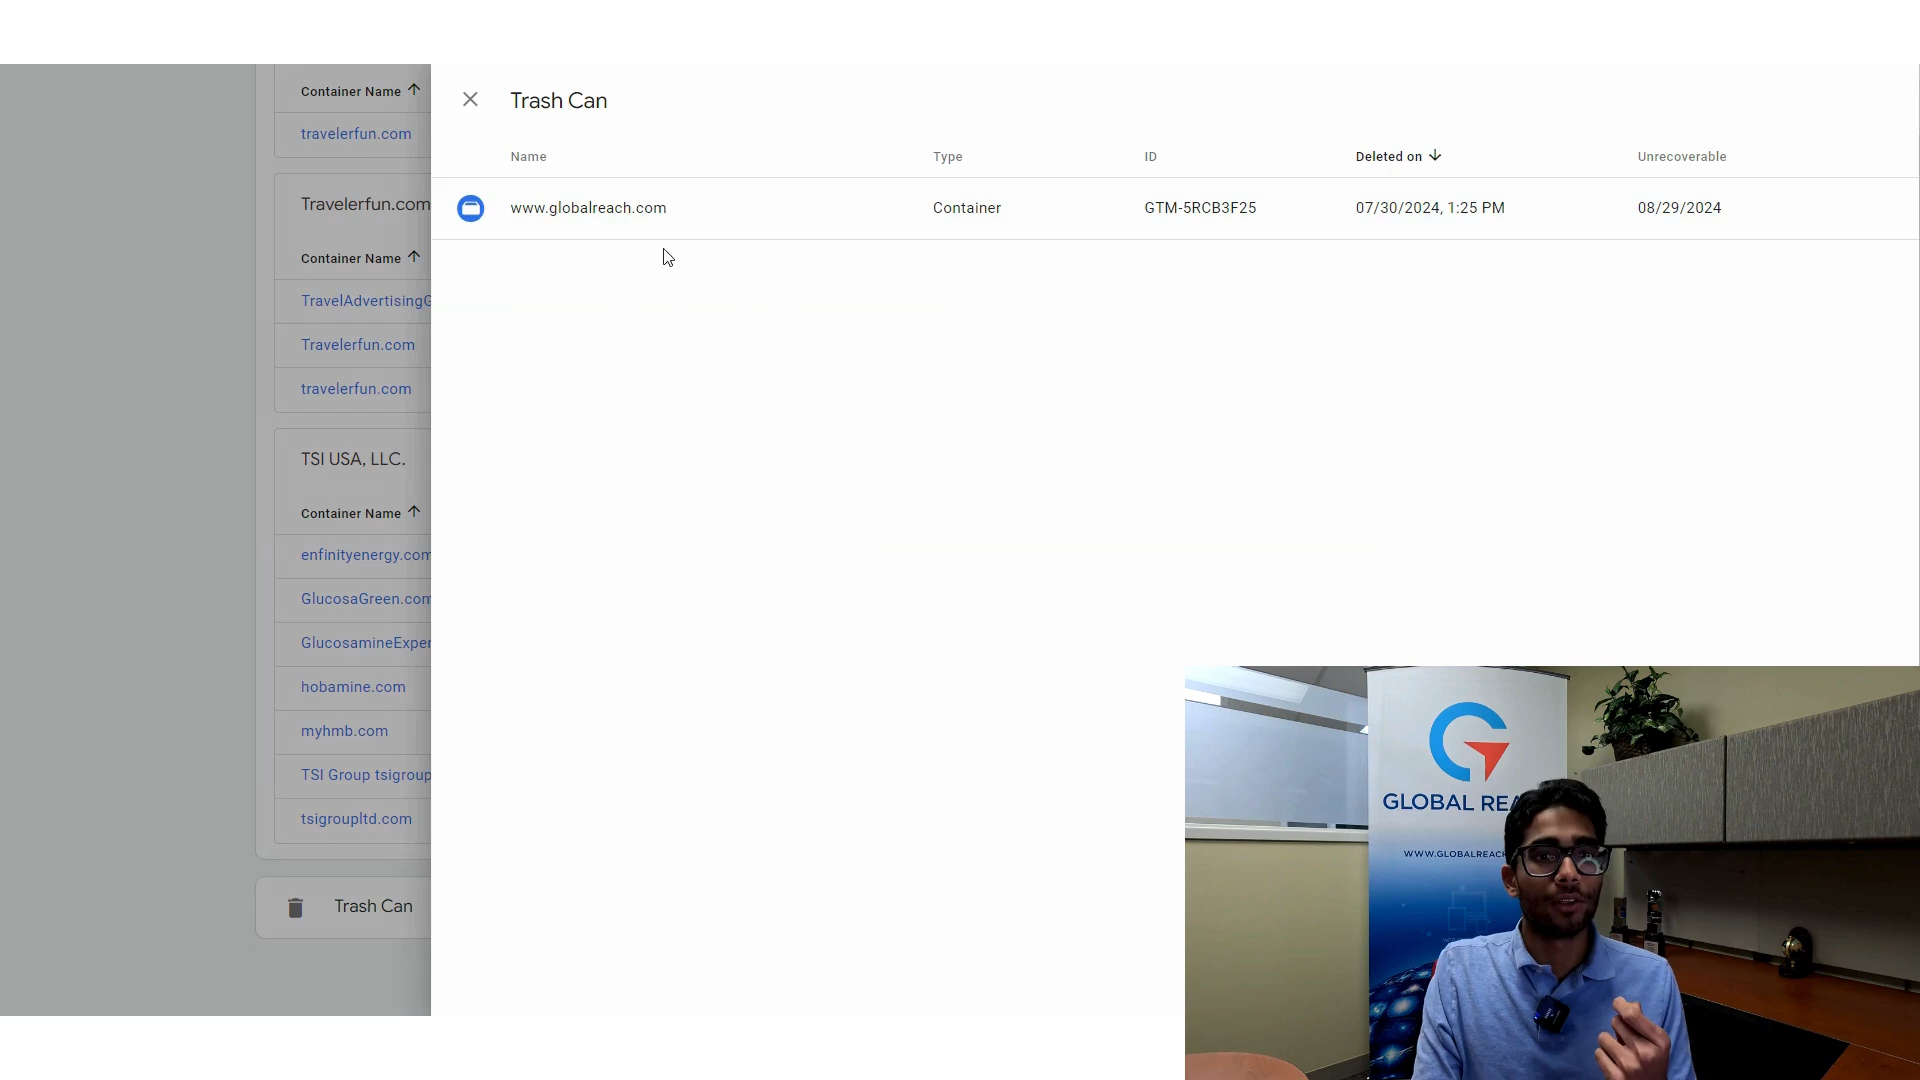 Container Name
travelerfun.com
Travelerfun.com
Container Name
TravelAdvertisingG
Travelerfun.com
travelerfun.com
TSI USA, LLC.
Container Name
enfinityenergy.com
GlucosaGreen.com
GlucosamineExper
hobamine.com
myhmb.com
TSI Group tsigroup
tsigroupltd.com
Trash Can
Trash Can
Name Type ID Deleted on Unrecoverable
www.globalreach.com Container GTM-5RCB3F25 07/30/2024, 1:25 PM 08/29/2024
GLOBAL REA
WWW.GLOBALREACH